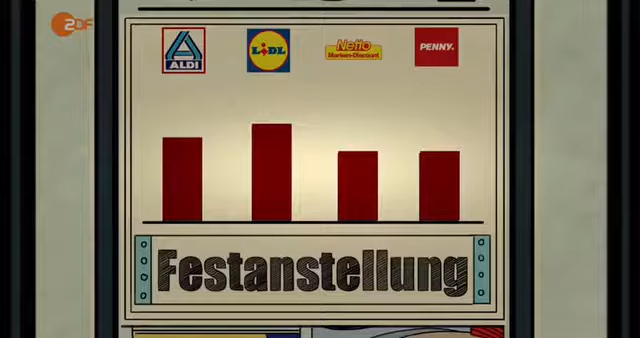 ZDF
ALDI
LIDL
Netto
Marken-Discount
PENNY.
Festanstellung